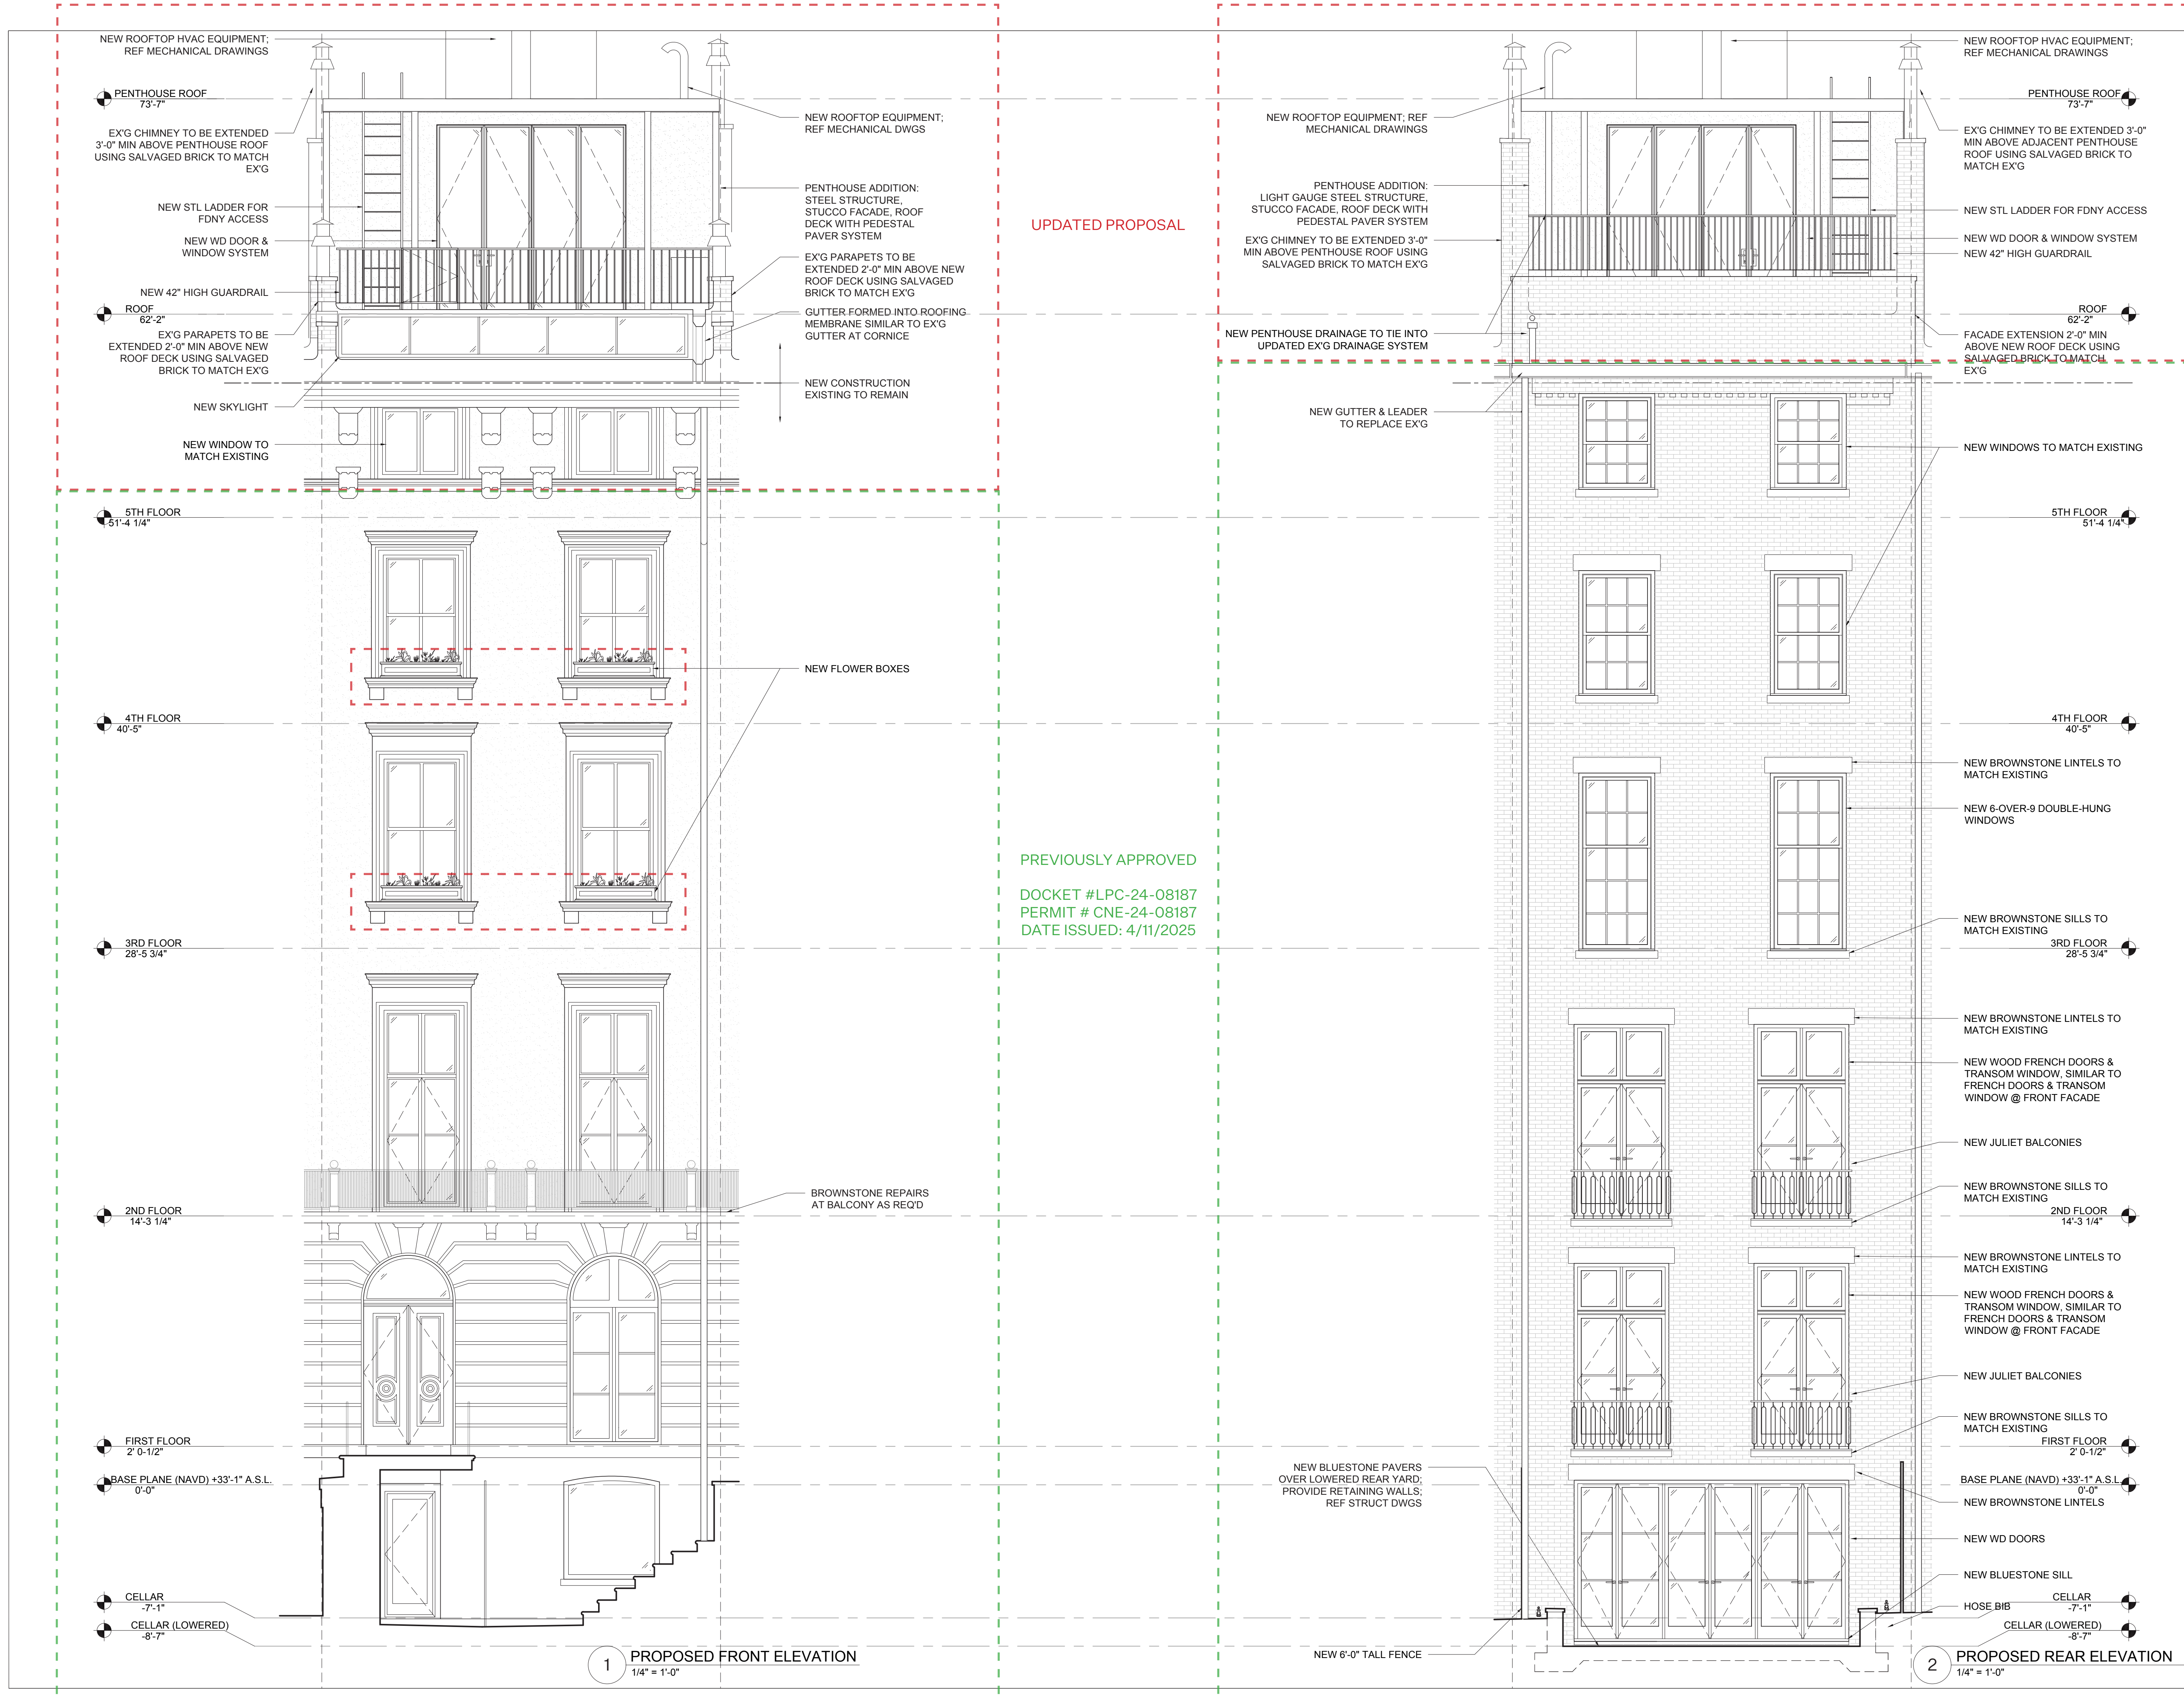 NEW ROOFTOP HVAC EQUIPMENT;
REF MECHANICAL DRAWINGS
PENTHOUSE ROOF
73'-7"
EX'G CHIMNEY TO BE EXTENDED
3'-0" MIN ABOVE PENTHOUSE ROOF
USING SALVAGED BRICK TO MATCH
EX'G
NEW STL LADDER FOR
FDNY ACCESS
NEW WD DOOR &
WINDOW SYSTEM
NEW 42" HIGH GUARDRAIL
ROOF
62'-2"
EX'G PARAPETS TO BE
EXTENDED 2'-0" MIN ABOVE NEW
ROOF DECK USING SALVAGED
BRICK TO MATCH EX'G
NEW SKYLIGHT
NEW WINDOW TO
MATCH EXISTING
5TH FLOOR
51'-4 1/4"
4TH FLOOR
40'-5"
3RD FLOOR
28'-5 3/4"
2ND FLOOR
14'-3 1/4"
FIRST FLOOR
2' 0-1/2"
BASE PLANE (NAVD) +33'-1" A.S.L.
0'-0"
CELLAR
-7'-1"
CELLAR (LOWERED)
-8'-7"
NEW ROOFTOP EQUIPMENT;
REF MECHANICAL DWGS
PENTHOUSE ADDITION:
STEEL STRUCTURE,
STUCCO FACADE, ROOF
DECK WITH PEDESTAL
PAVER SYSTEM
EX'G PARAPETS TO BE
EXTENDED 2'-0" MIN ABOVE NEW
ROOF DECK USING SALVAGED
BRICK TO MATCH EX'G
GUTTER FORMED INTO ROOFING
MEMBRANE SIMILAR TO EX'G
GUTTER AT CORNICE
NEW CONSTRUCTION
EXISTING TO REMAIN
NEW FLOWER BOXES
BROWNSTONE REPAIRS
AT BALCONY AS REQ'D
1
PROPOSED FRONT ELEVATION
1/4" = 1'-0"
UPDATED PROPOSAL
PREVIOUSLY APPROVED
DOCKET #LPC-24-08187
PERMIT # CNE-24-08187
DATE ISSUED: 4/11/2025
NEW ROOFTOP EQUIPMENT; REF
MECHANICAL DRAWINGS
PENTHOUSE ADDITION:
LIGHT GAUGE STEEL STRUCTURE,
STUCCO FACADE, ROOF DECK WITH
PEDESTAL PAVER SYSTEM
EX'G CHIMNEY TO BE EXTENDED 3'-0"
MIN ABOVE PENTHOUSE ROOF USING
SALVAGED BRICK TO MATCH EX'G
NEW PENTHOUSE DRAINAGE TO TIE INTO
UPDATED EX'G DRAINAGE SYSTEM
NEW GUTTER & LEADER
TO REPLACE EX'G
NEW BLUESTONE PAVERS
OVER LOWERED REAR YARD;
PROVIDE RETAINING WALLS;
REF STRUCT DWGS
NEW 6'-0" TALL FENCE
NEW ROOFTOP HVAC EQUIPMENT;
REF MECHANICAL DRAWINGS
PENTHOUSE ROOF
73'-7"
EX'G CHIMNEY TO BE EXTENDED 3'-0"
MIN ABOVE ADJACENT PENTHOUSE
ROOF USING SALVAGED BRICK TO
MATCH EX'G
NEW STL LADDER FOR FDNY ACCESS
NEW WD DOOR & WINDOW SYSTEM
NEW 42" HIGH GUARDRAIL
ROOF
62'-2"
FACADE EXTENSION 2'-0" MIN
ABOVE NEW ROOF DECK USING
SALVAGED BRICK TO MATCH
EX'G
NEW WINDOWS TO MATCH EXISTING
5TH FLOOR
51'-4 1/4"
4TH FLOOR
40'-5"
NEW BROWNSTONE LINTELS TO
MATCH EXISTING
NEW 6-OVER-9 DOUBLE-HUNG
WINDOWS
NEW BROWNSTONE SILLS TO
MATCH EXISTING
3RD FLOOR
28'-5 3/4"
NEW BROWNSTONE LINTELS TO
MATCH EXISTING
NEW WOOD FRENCH DOORS &
TRANSOM WINDOW, SIMILAR TO
FRENCH DOORS & TRANSOM
WINDOW @ FRONT FACADE
NEW JULIET BALCONIES
NEW BROWNSTONE SILLS TO
MATCH EXISTING
2ND FLOOR
14'-3 1/4"
NEW BROWNSTONE LINTELS TO
MATCH EXISTING
NEW WOOD FRENCH DOORS &
TRANSOM WINDOW, SIMILAR TO
FRENCH DOORS & TRANSOM
WINDOW @ FRONT FACADE
NEW JULIET BALCONIES
NEW BROWNSTONE SILLS TO
MATCH EXISTING
FIRST FLOOR
2' 0-1/2"
BASE PLANE (NAVD) +33'-1" A.S.L.
0'-0"
NEW BROWNSTONE LINTELS
NEW WD DOORS
NEW BLUESTONE SILL
CELLAR
-7'-1"
HOSE BIB
CELLAR (LOWERED)
-8'-7"
2
PROPOSED REAR ELEVATION
1/4" = 1'-0"